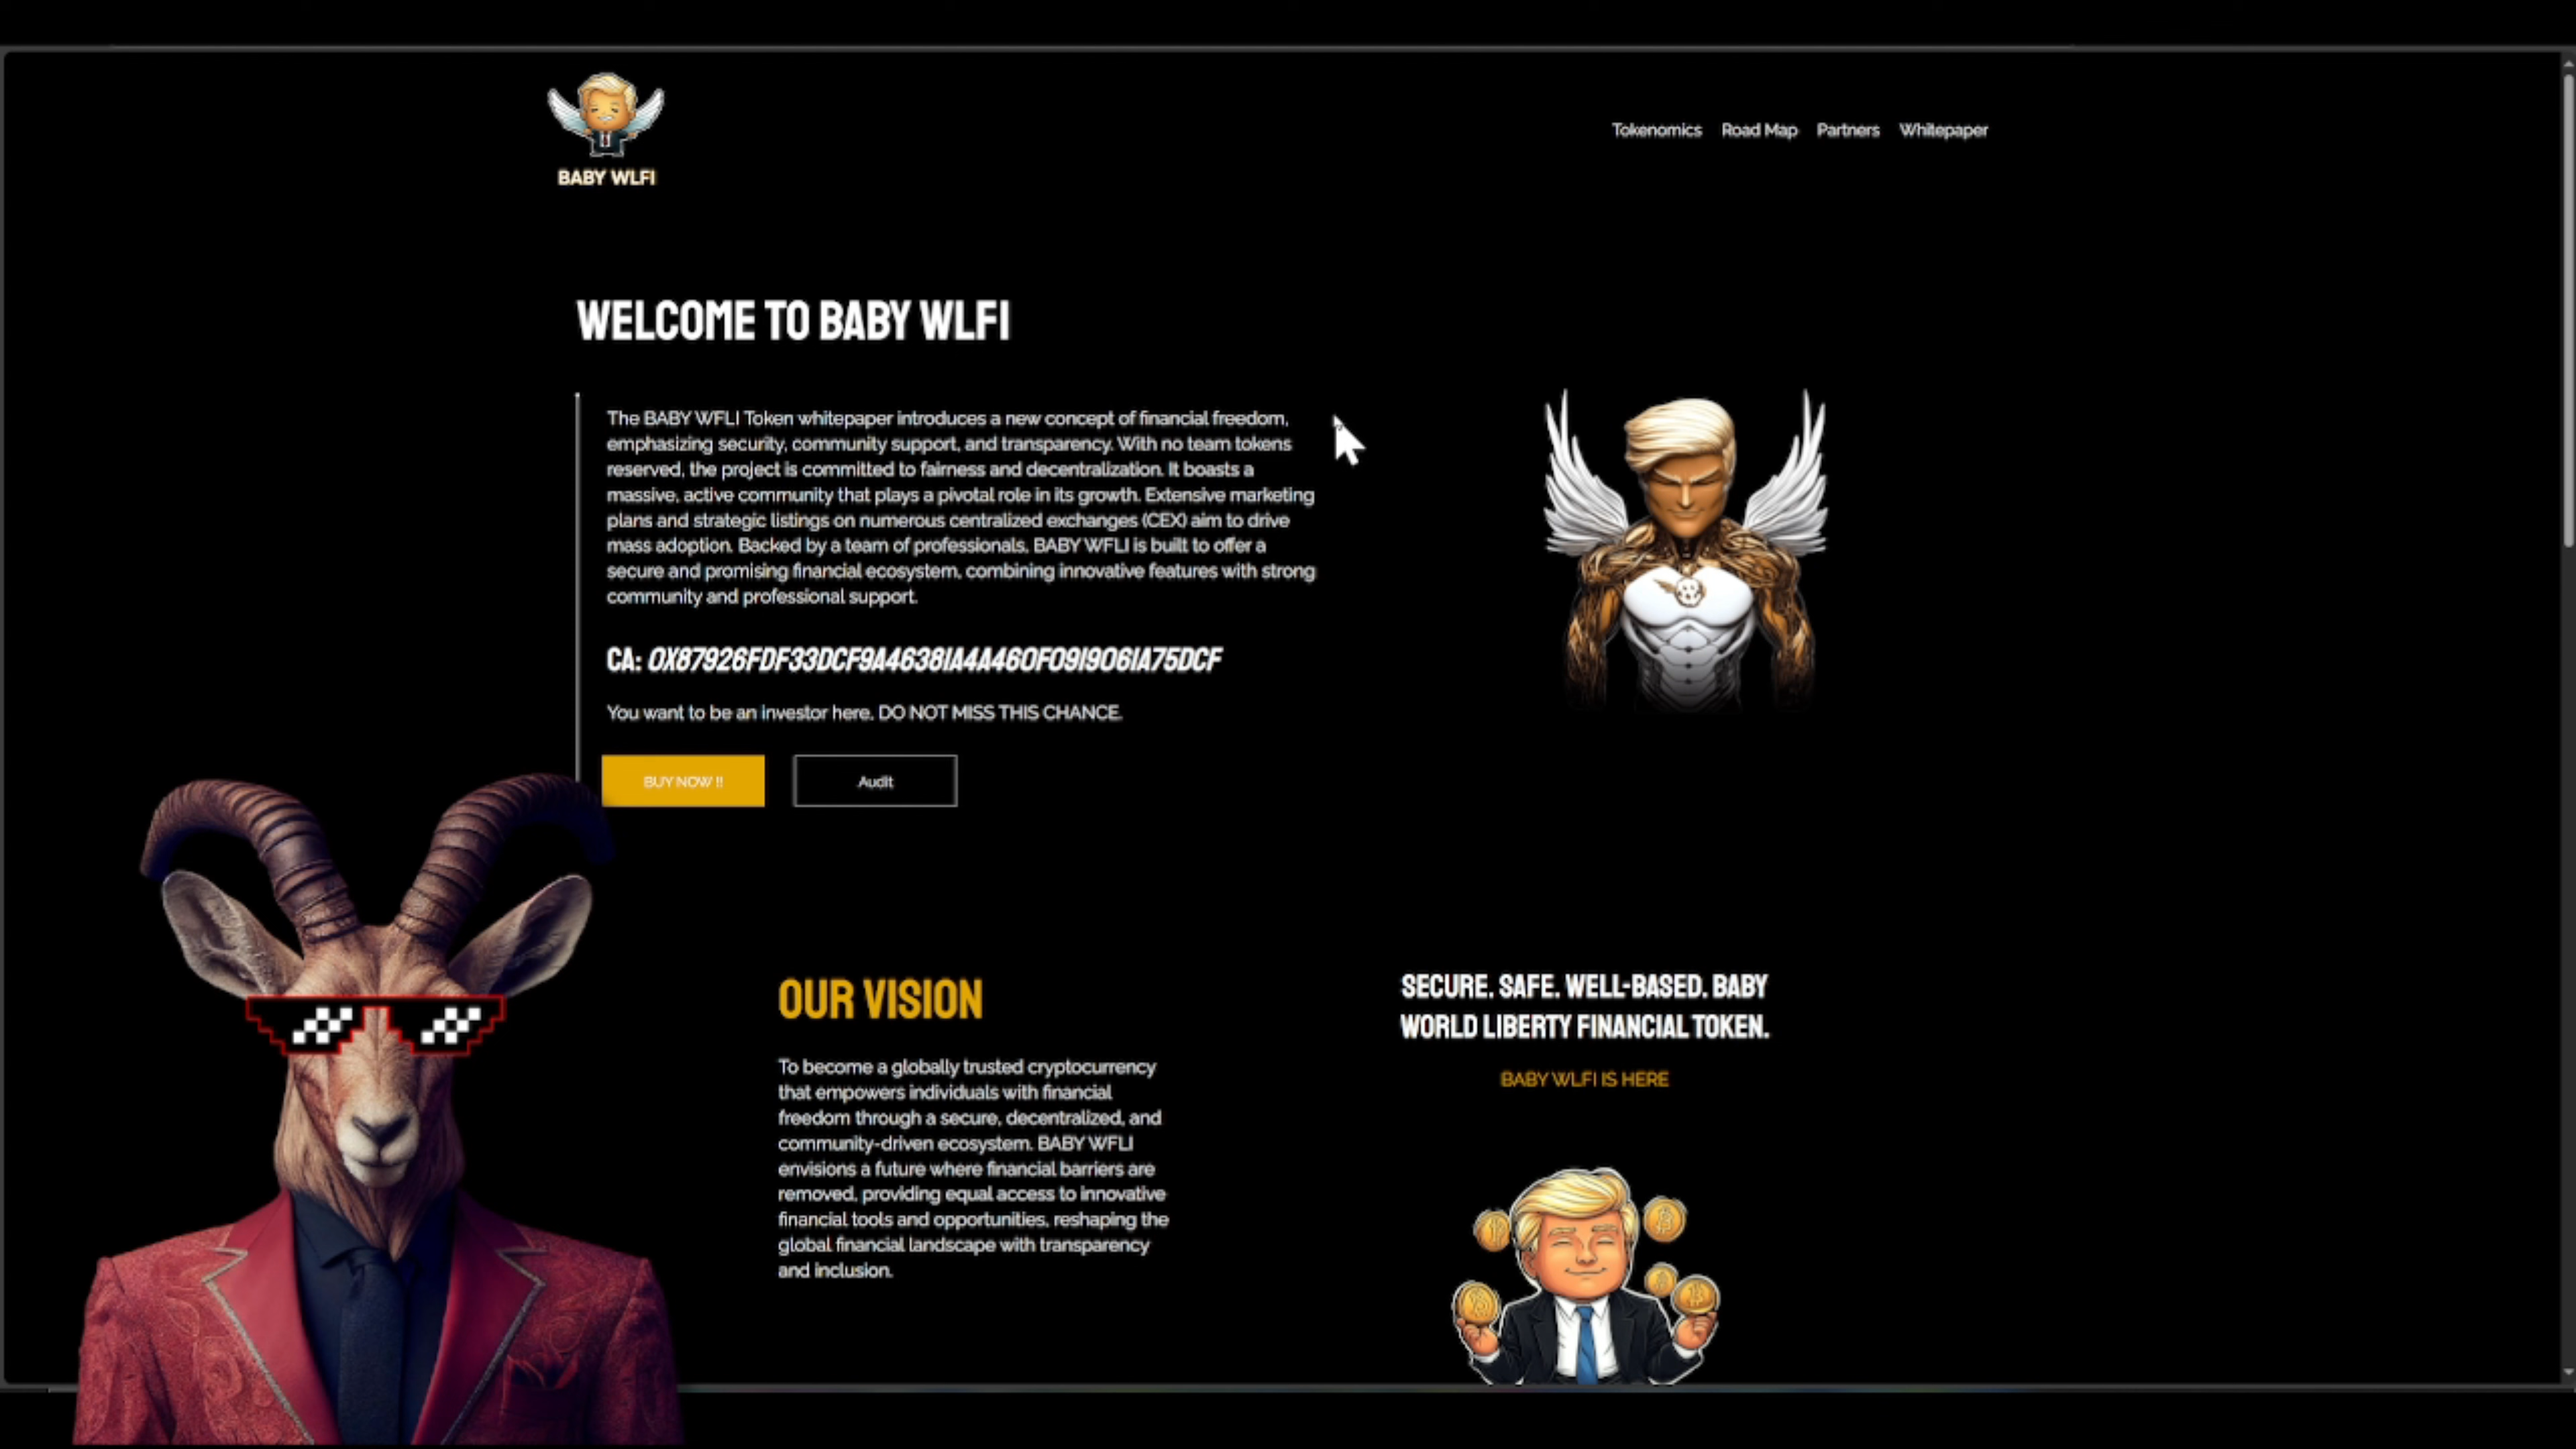 BABY WLFI
Tokenomics Road Map Partners Whitepaper
WELCOME TO BABY WLFI
The BABY WFLI Token whitepaper introduces a new concept of financial freedom,
emphasizing security, community support, and transparency. With no team tokens
reserved, the project is committed to fairness and decentralization. It boasts a
massive, active community that plays a pivotal role in its growth. Extensive marketing
plans and strategic listings on numerous centralized exchanges (CEX) aim to drive
mass adoption. Backed by a team of professionals, BABY WFLI is built to offer a
secure and promising financial ecosystem, combining innovative features with strong
community and professional support.
CA: 0X87926FDF33DCF9A46381A4A460F0919061A75DCF
You want to be an investor here. DO NOT MISS THIS CHANCE.
BUY NOW !!
Audit
OUR VISION
To become a globally trusted cryptocurrency
that empowers individuals with financial
freedom through a secure, decentralized, and
community-driven ecosystem. BABY WFLI
envisions a future where financial barriers are
removed, providing equal access to innovative
financial tools and opportunities, reshaping the
global financial landscape with transparency
and inclusion.
SECURE. SAFE. WELL-BASED. BABY
WORLD LIBERTY FINANCIAL TOKEN.
BABY WLFI IS HERE